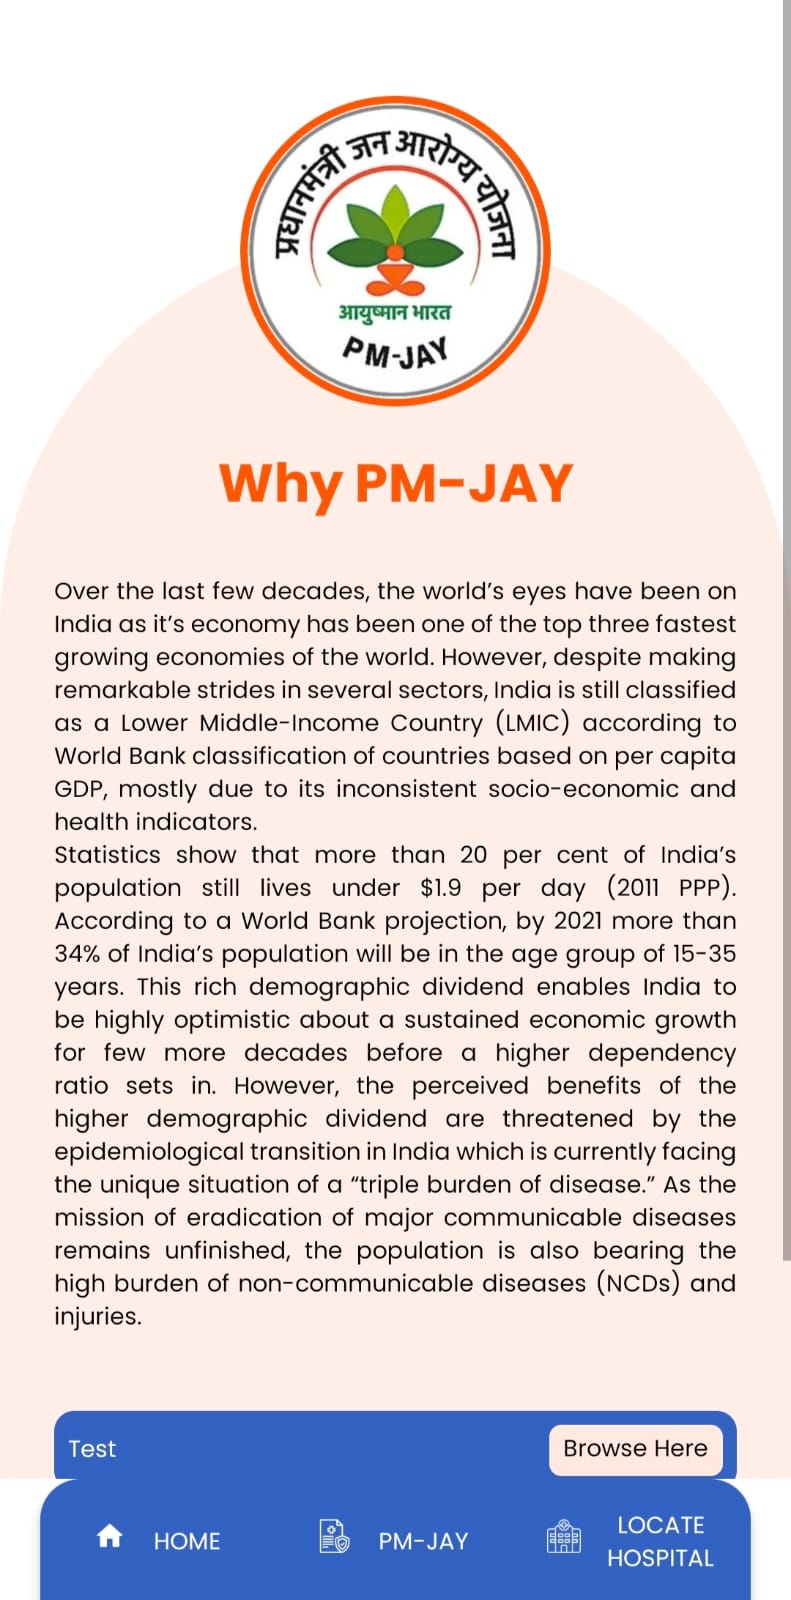 प्रधानमंत्री जन आरोग्य योजना
आयुष्मान भारत
PM-JAY
Why PM-JAY
Over the last few decades, the world’s eyes have been on
India as it’s economy has been one of the top three fastest
growing economies of the world. However, despite making
remarkable strides in several sectors, India is still classified
as a Lower Middle-Income Country (LMIC) according to
World Bank classification of countries based on per capita
GDP, mostly due to its inconsistent socio-economic and
health indicators.
Statistics show that more than 20 per cent of India’s
population still lives under $1.9 per day (2011 PPP).
According to a World Bank projection, by 2021 more than
34% of India’s population will be in the age group of 15-35
years. This rich demographic dividend enables India to
be highly optimistic about a sustained economic growth
for few more decades before a higher dependency
ratio sets in. However, the perceived benefits of the
higher demographic dividend are threatened by the
epidemiological transition in India which is currently facing
the unique situation of a “triple burden of disease.” As the
mission of eradication of major communicable diseases
remains unfinished, the population is also bearing the
high burden of non-communicable diseases (NCDs) and
injuries.
Test
Browse Here
HOME
PM-JAY
LOCATE
HOSPITAL